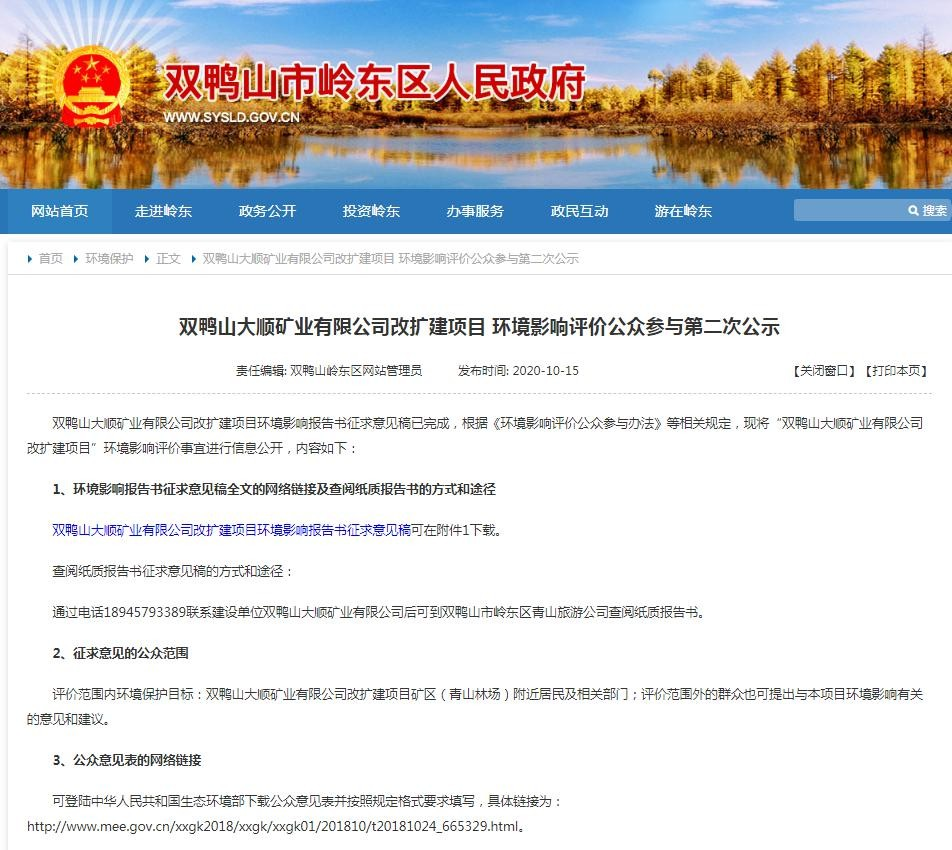 双鸭山市岭东区人民政府
WWW.SYSLD.GOV.CN
网站首页 走进岭东 政务公开 投资岭东 办事服务 政民互动 游在岭东 搜索
首页 环境保护 正文 双鸭山大顺矿业有限公司改扩建项目 环境影响评价公众参与第二次公示
双鸭山大顺矿业有限公司改扩建项目 环境影响评价公众参与第二次公示
责任编辑: 双鸭山岭东区网站管理员 发布时间: 2020-10-15 【关闭窗口】【打印本页】
双鸭山大顺矿业有限公司改扩建项目环境影响报告书征求意见稿已完成，根据《环境影响评价公众参与办法》等相关规定，现将“双鸭山大顺矿业有限公司
改扩建项目”环境影响评价事宜进行信息公开，内容如下：
1、环境影响报告书征求意见稿全文的网络链接及查阅纸质报告书的方式和途径
双鸭山大顺矿业有限公司改扩建项目环境影响报告书征求意见稿可在附件1下载。
查阅纸质报告书征求意见稿的方式和途径：
通过电话18945793389联系建设单位双鸭山大顺矿业有限公司后可到双鸭山市岭东区青山旅游公司查阅纸质报告书。
2、征求意见的公众范围
评价范围内环境保护目标：双鸭山大顺矿业有限公司改扩建项目矿区（青山林场）附近居民及相关部门；评价范围外的群众也可提出与本项目环境影响有关
的意见和建议。
3、公众意见表的网络链接
可登陆中华人民共和国生态环境部下载公众意见表并按照规定格式要求填写，具体链接为：
http://www.mee.gov.cn/xxgk2018/xxgk/xxgk01/201810/t20181024_665329.html。